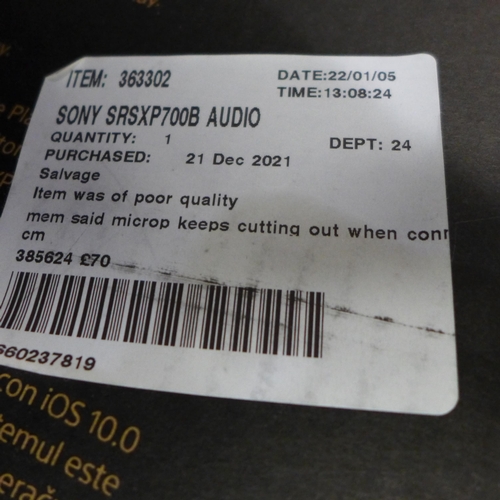 ITEM: 363302
DATE:22/01/05
TIME:13:08:24
SONY SRSXP700B AUDIO
QUANTITY: 1
DEPT: 24
PURCHASED: 21 Dec 2021
Salvage
Item was of poor quality
mem said microp keeps cutting out when conn
cm
385624 £70
660237819
con iOS 10.0
temul este